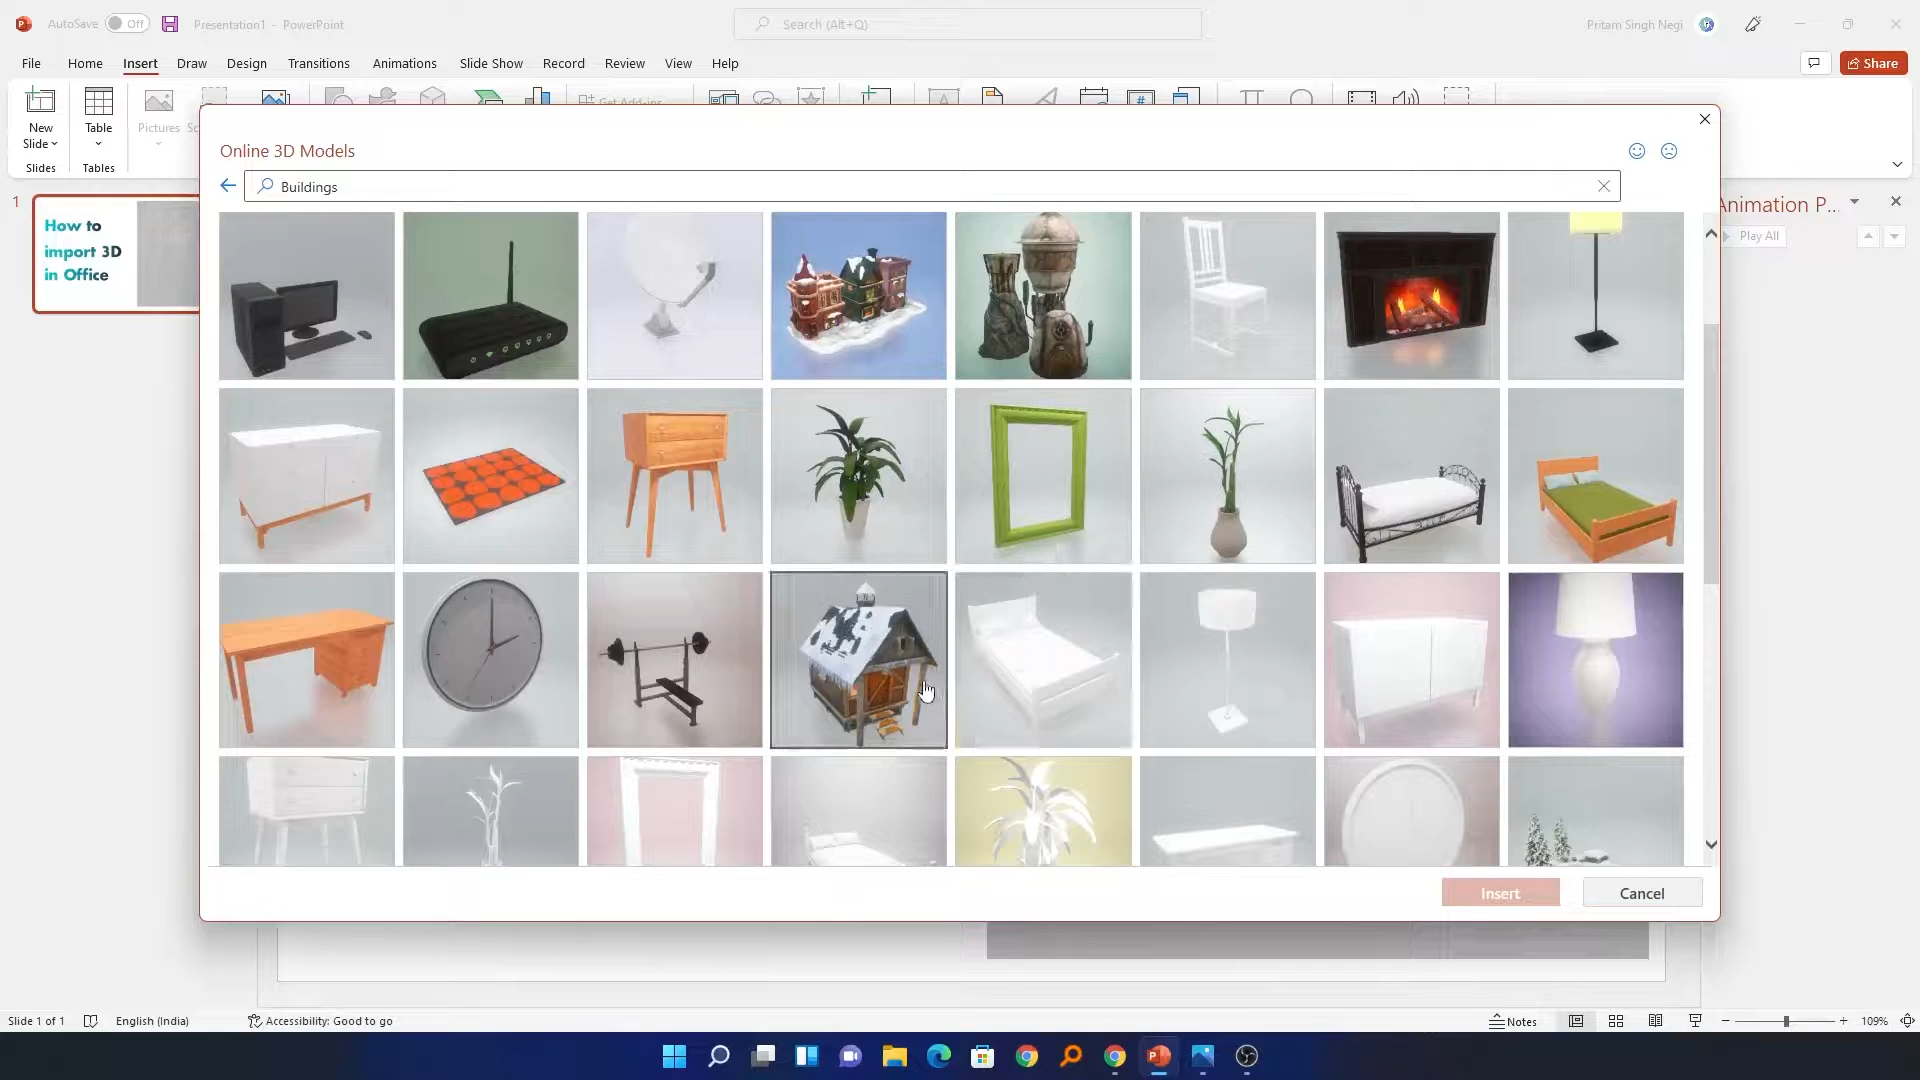 AutoSave Off Presentation1 - PowerPoint Search (Alt+Q) Pritam Singh Negi
File Home Insert Draw Design Transitions Animations Slide Show Record Review View Help Share
Get Add-ins
New Slide
Table
Pictures
Slides Tables
Online 3D Models
Buildings
1
How to
import 3D
in Office
Animation P...
Play All
Insert Cancel
Slide 1 of 1 English (India) Accessibility: Good to go Notes 109%